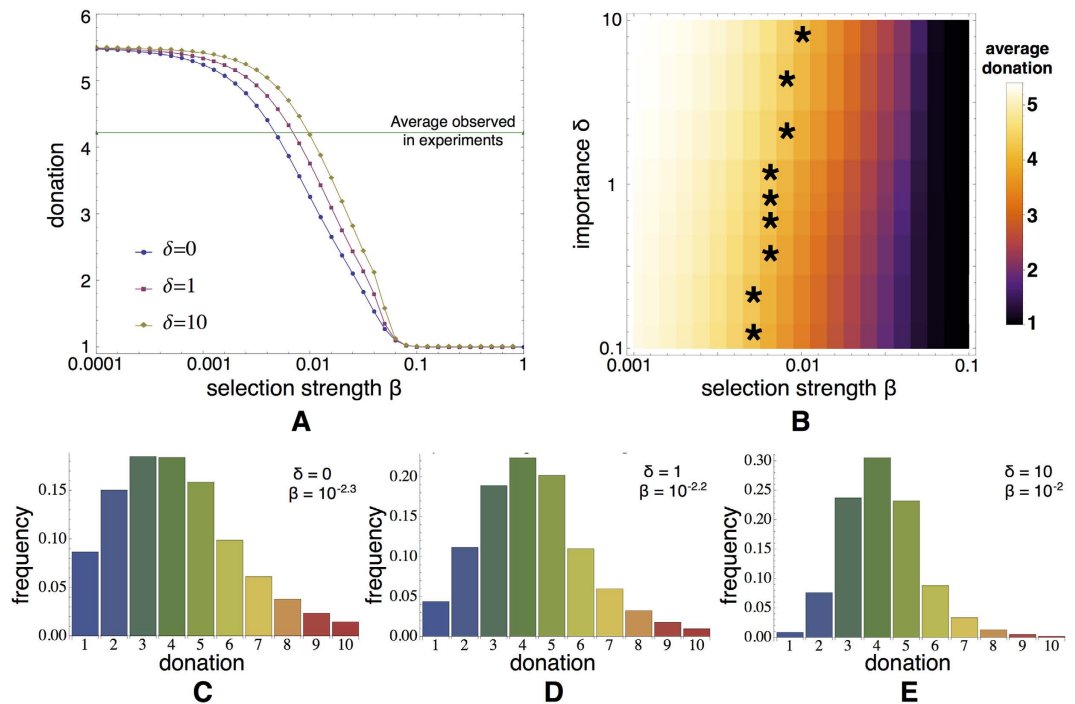 6
5
4
3
2
1
donation
Average observed
in experiments
δ=0
δ=1
δ=10
0.0001
0.001
0.01
0.1
1
selection strength β
A
10
1
0.1
importance δ
0.001
0.01
0.1
selection strength β
B
average
donation
5
4
3
2
1
0.15
0.10
0.05
0.00
frequency
δ = 0
β = 10^-2.3
1 2 3 4 5 6 7 8 9 10
donation
C
0.20
0.15
0.10
0.05
0.00
frequency
δ = 1
β = 10^-2.2
1 2 3 4 5 6 7 8 9 10
donation
D
0.30
0.25
0.20
0.15
0.10
0.05
0.00
frequency
δ = 10
β = 10^-2
1 2 3 4 5 6 7 8 9 10
donation
E